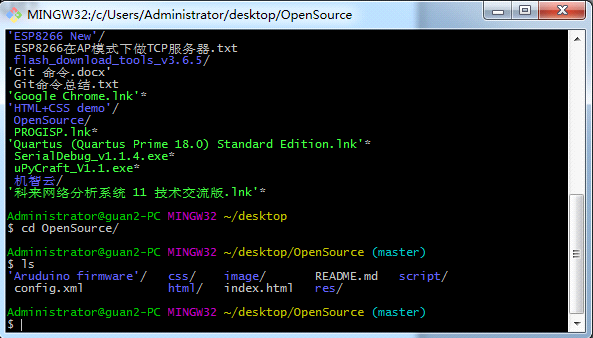 MINGW32:/c/Users/Administrator/desktop/OpenSource
'ESP8266 New'/
ESP8266在AP模式下做TCP服务器.txt
flash_download_tools_v3.6.5/
'Git 命令.docx'
Git命令总结.txt
'Google Chrome.lnk'*
'HTML+CSS demo'/
OpenSource/
PROGISP.lnk*
'Quartus (Quartus Prime 18.0) Standard Edition.lnk'*
SerialDebug_v1.1.4.exe*
uPyCraft_V1.1.exe*
机智云/
'科来网络分析系统 11 技术交流版.lnk'*
Administrator@guan2-PC MINGW32 ~/desktop
$ cd OpenSource/
Administrator@guan2-PC MINGW32 ~/desktop/OpenSource (master)
$ ls
'Aruduino firmware'/ css/ image/ README.md script/
config.xml html/ index.html res/
Administrator@guan2-PC MINGW32 ~/desktop/OpenSource (master)
$